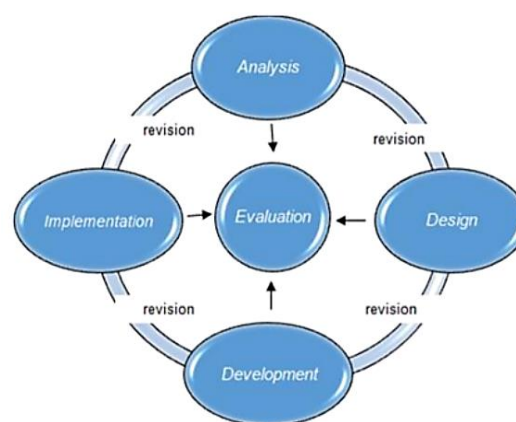 Analysis
revision
revision
Implementation
Evaluation
Design
revision
revision
Development